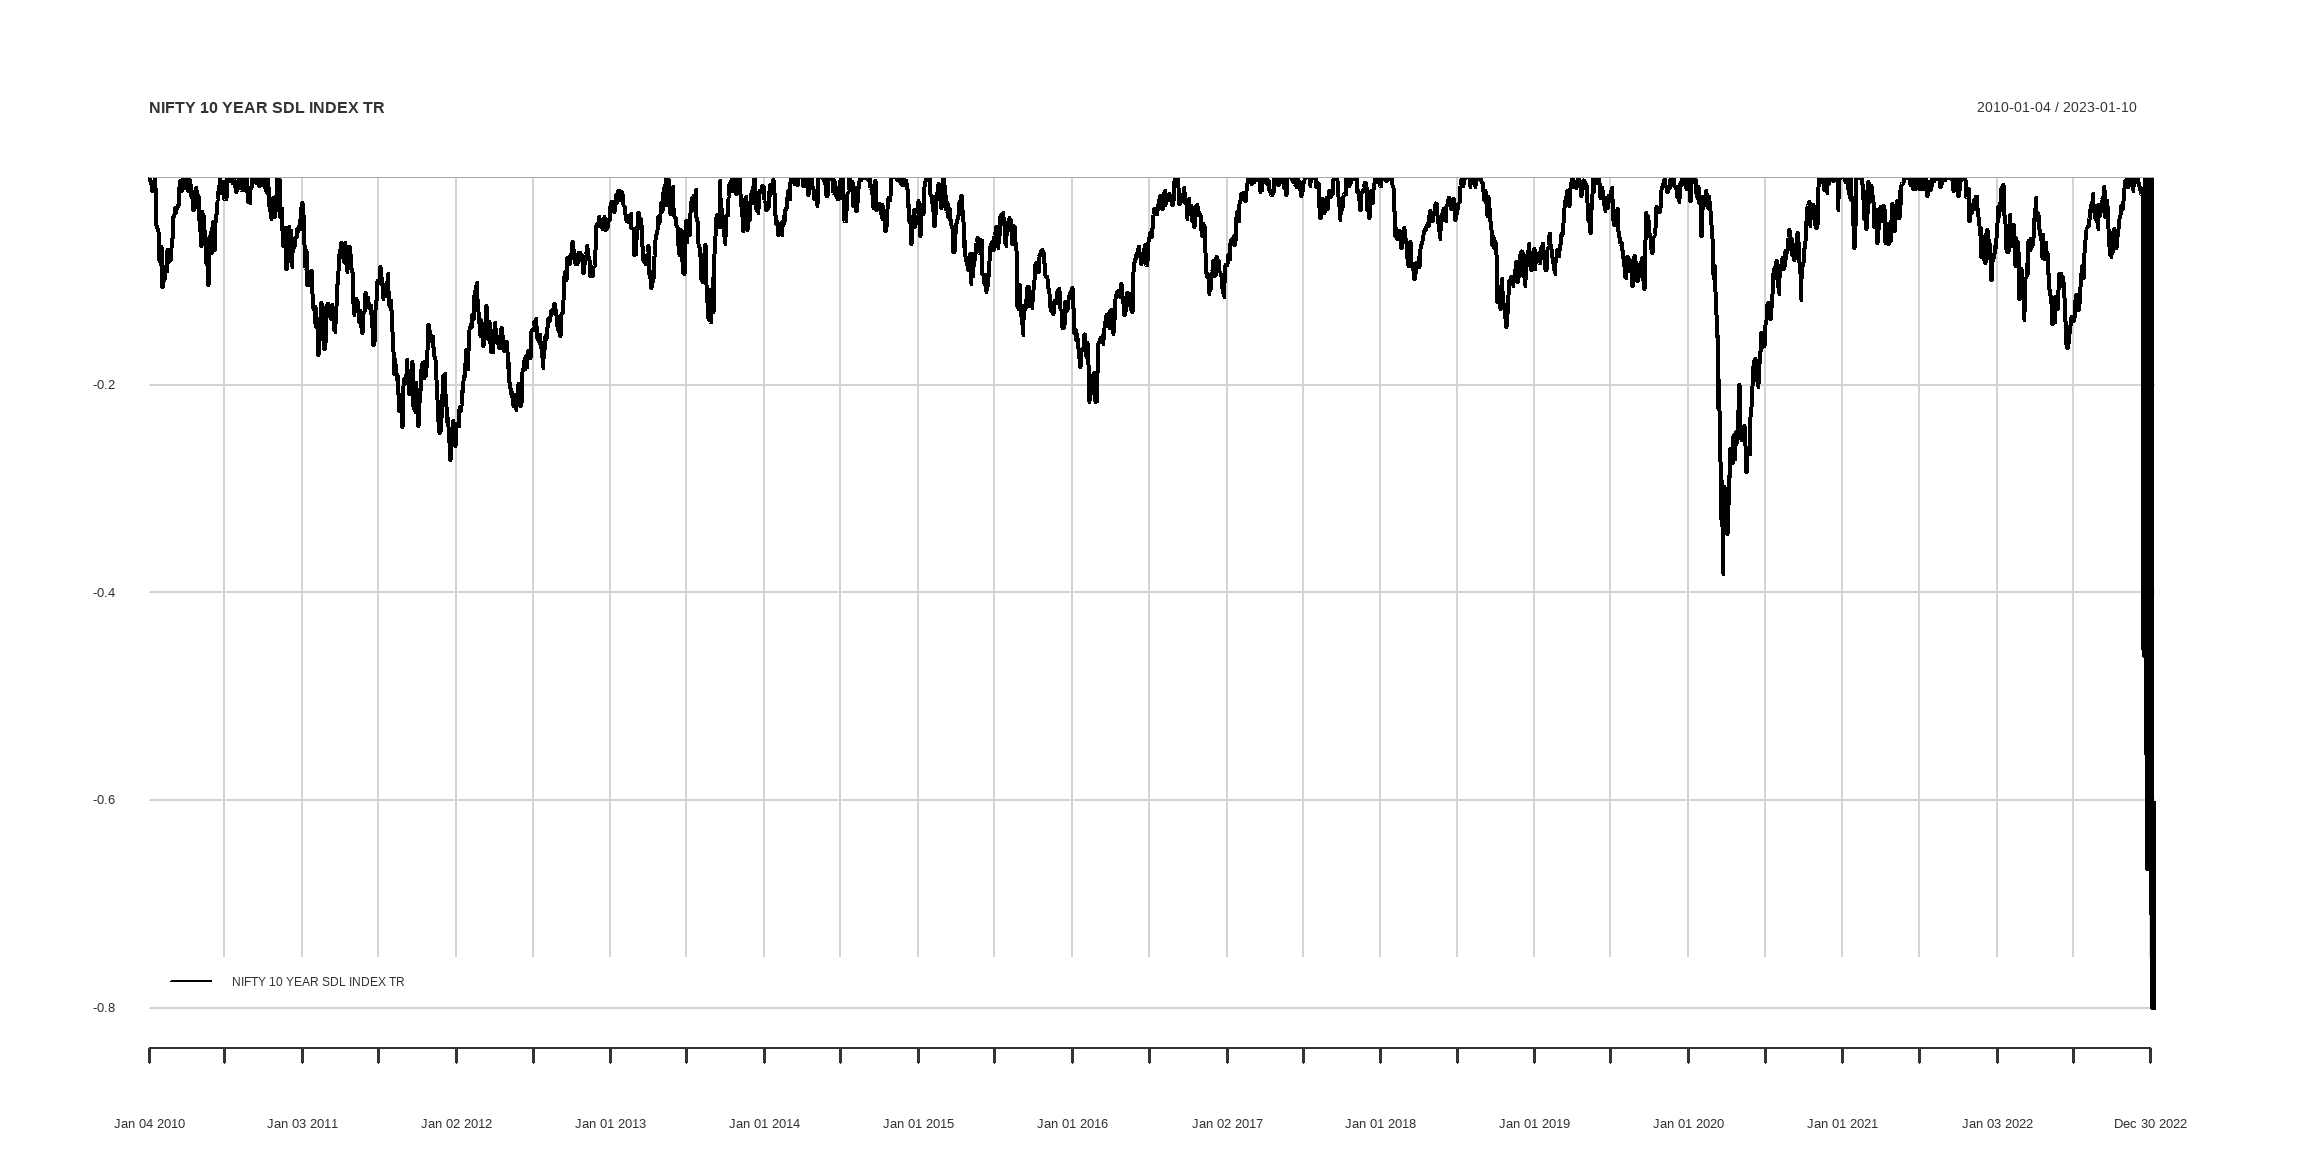 NIFTY 10 YEAR SDL INDEX TR
2010-01-04 / 2023-01-10
-0.2
-0.4
-0.6
NIFTY 10 YEAR SDL INDEX TR
-0.8
Jan 04 2010 Jan 03 2011 Jan 02 2012 Jan 01 2013 Jan 01 2014 Jan 01 2015 Jan 01 2016 Jan 02 2017 Jan 01 2018 Jan 01 2019 Jan 01 2020 Jan 01 2021 Jan 03 2022 Dec 30 2022